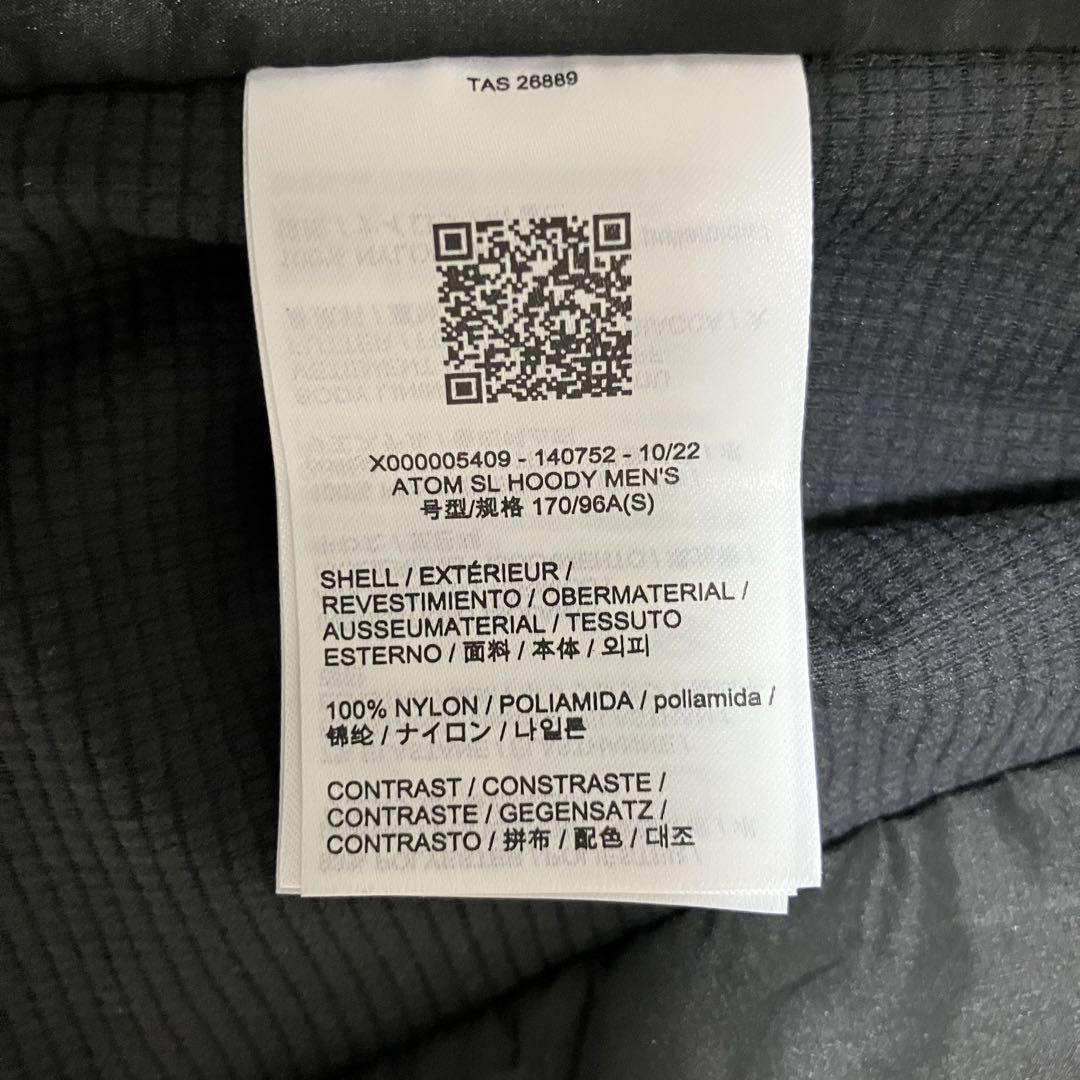 TAS 26889
X000005409 - 140752 - 10/22
ATOM SL HOODY MEN'S
号型/规格 170/96A(S)
SHELL / EXTÉRIEUR /
REVESTIMIENTO / OBERMATERIAL /
AUSSEUMATERIAL / TESSUTO
ESTERNO / 面料 / 本体 / 외피
100% NYLON / POLIAMIDA / poliamida /
锦纶 / ナイロン / 나일론
CONTRAST / CONSTRASTE /
CONTRASTE / GEGENSATZ /
CONTRASTO / 拼布 / 配色 / 대조